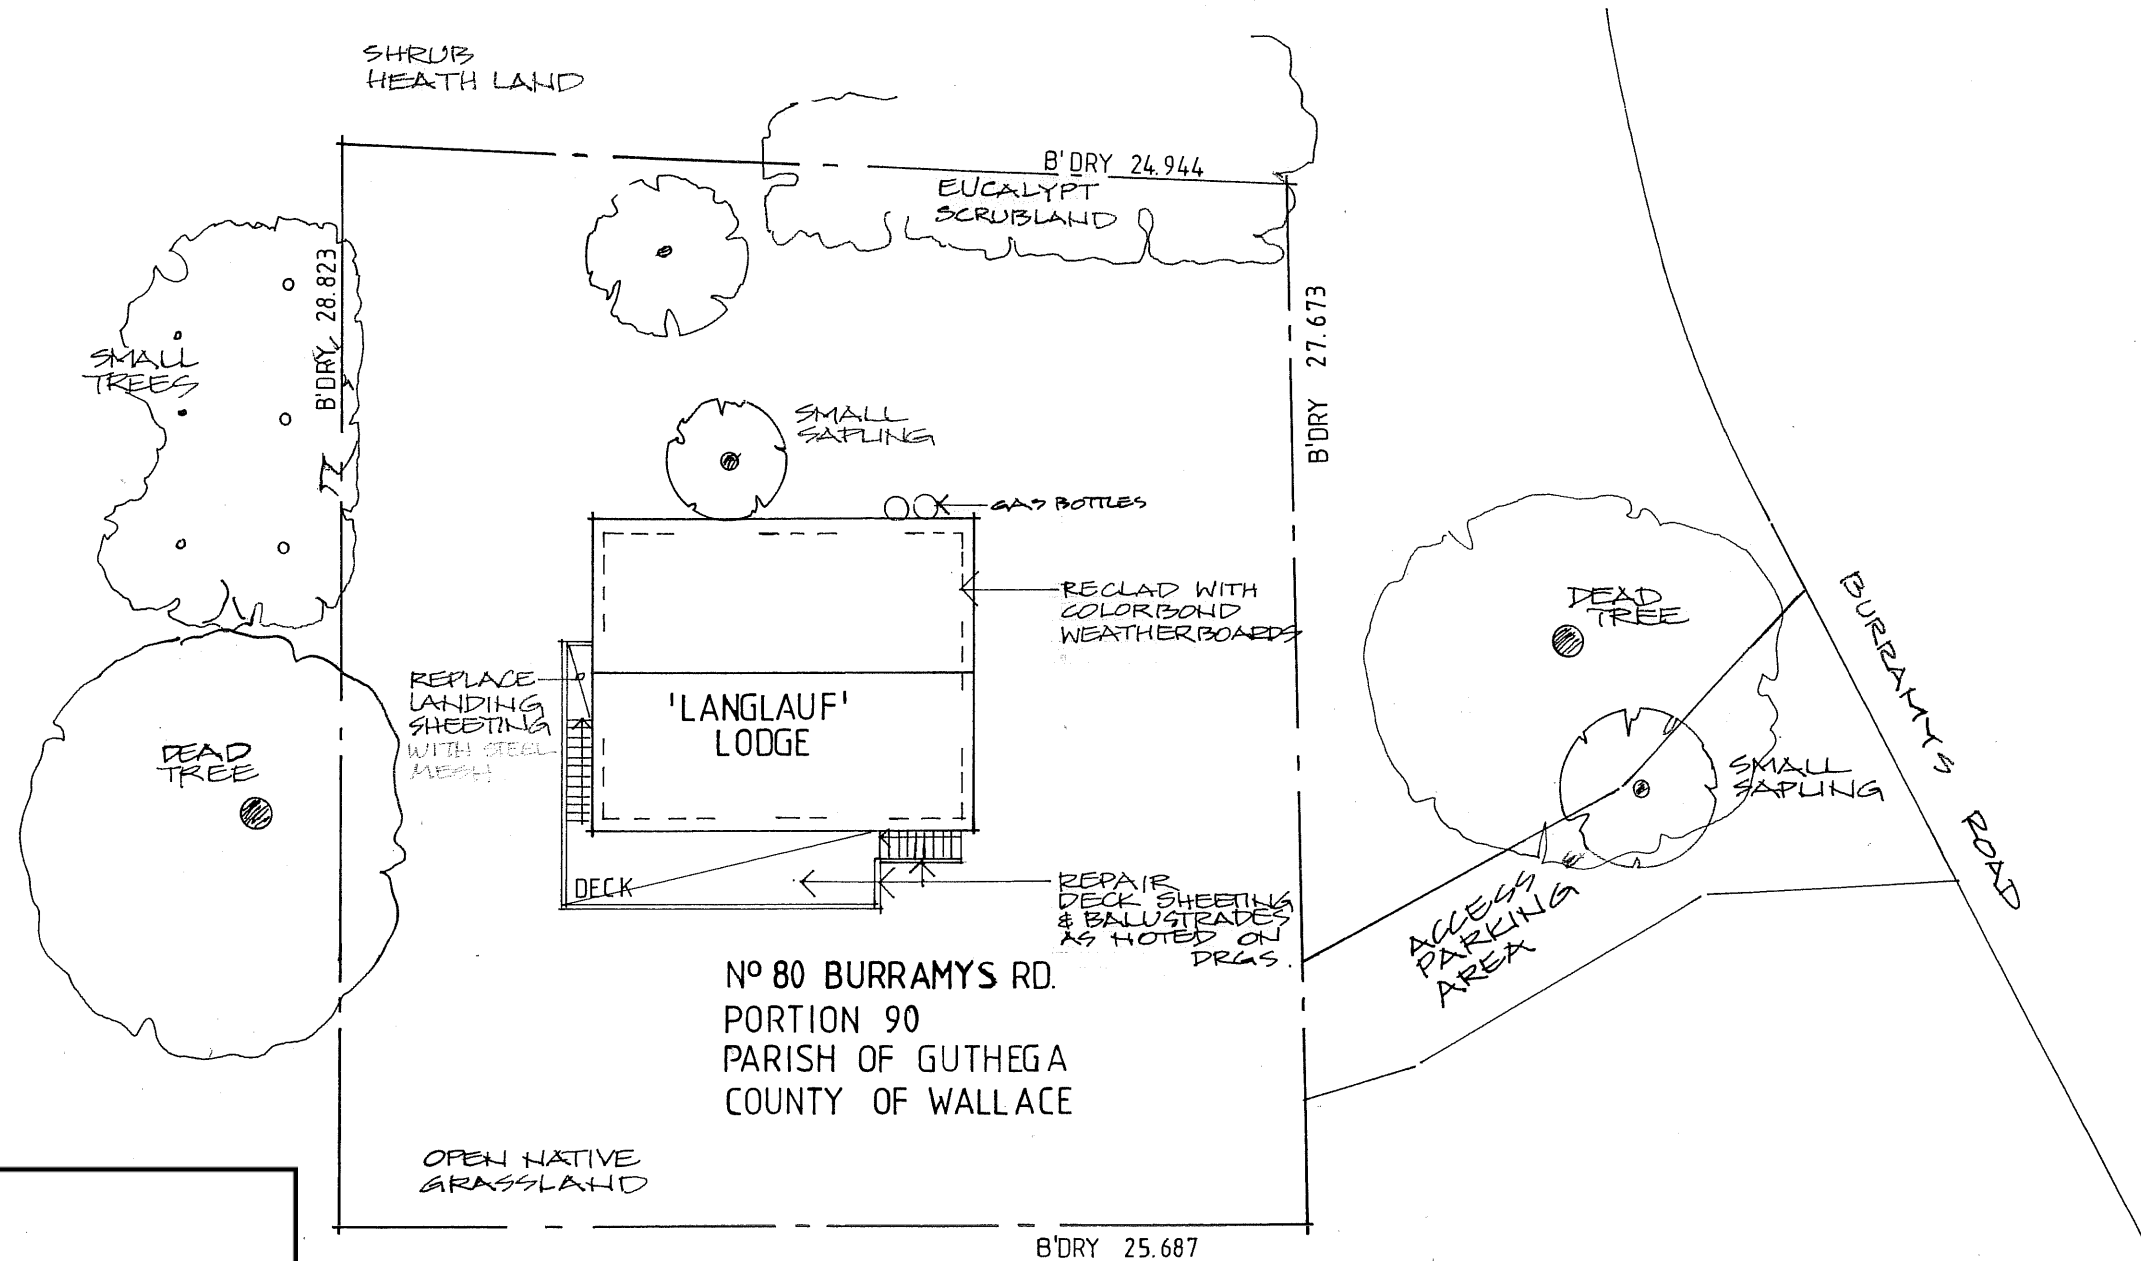 SHRUB
HEATH LAND
B'DRY 24.944
EUCALYPT
SCRUBLAND
B'DRY 28.823
B'DRY 27.673
SMALL
TREES
SMALL
SAPLING
GAS BOTTLES
RECLAD WITH
COLORBOND
WEATHERBOARDS
DEAD
TREE
BURRAMYS ROAD
REPLACE
LANDING
SHEETING
WITH STEEL
MESH
'LANGLAUF'
LODGE
DEAD
TREE
SMALL
SAPLING
DECK
REPAIR
DECK SHEETING
& BALUSTRADES
AS NOTED ON
DRGS.
ACCESS
PARKING
AREA
Nº 80 BURRAMYS RD.
PORTION 90
PARISH OF GUTHEGA
COUNTY OF WALLACE
OPEN NATIVE
GRASSLAND
B'DRY 25.687